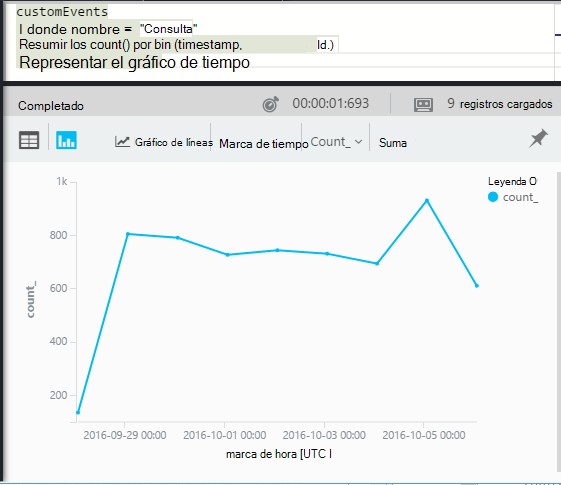 customEvents
I donde nombre = "Consulta"
Resumir los count() por bin (timestamp, Id.)
Representar el gráfico de tiempo
Completado 00:00:01:693 9 registros cargados
Gráfico de líneas Marca de tiempo Count_ Suma
Leyenda O
count_
1k
800
600
400
200
count_
2016-09-29 00:00 2016-10-01 00:00 2016-10-03 00:00 2016-10-05 00:00
marca de hora [UTC I